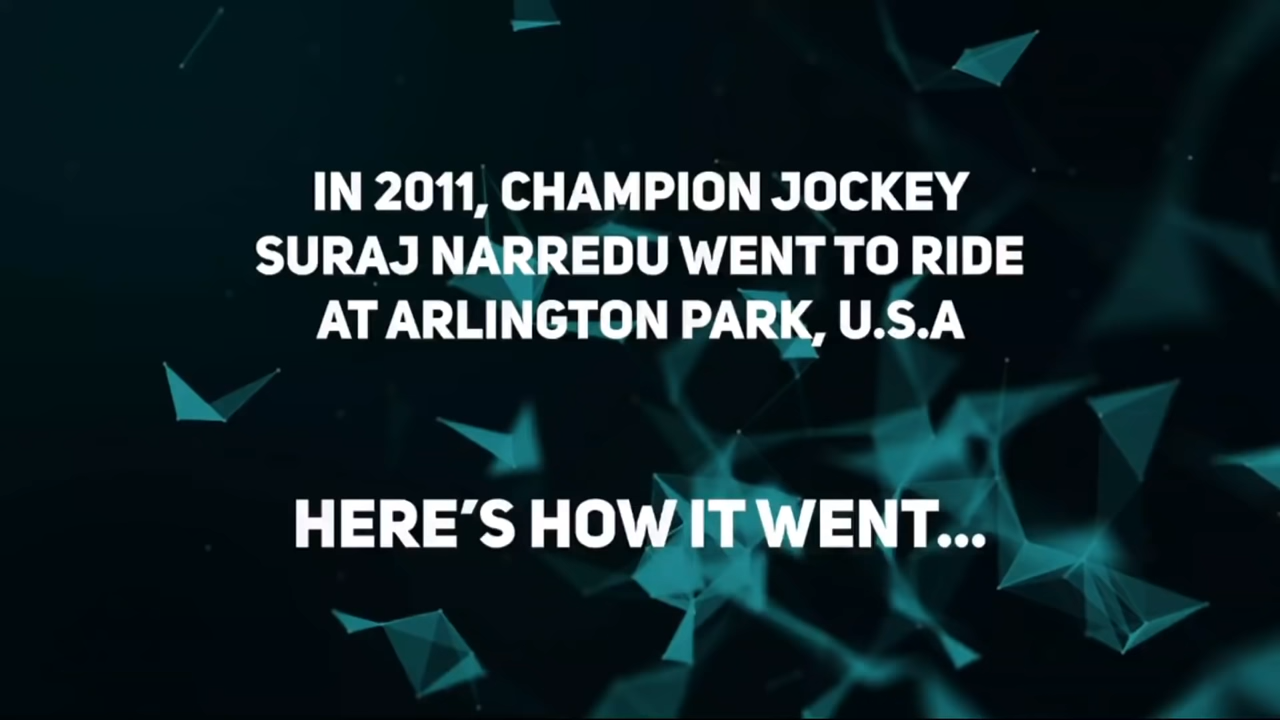 IN 2011, CHAMPION JOCKEY
SURAJ NARREDU WENT TO RIDE
AT ARLINGTON PARK, U.S.A
HERE'S HOW IT WENT...